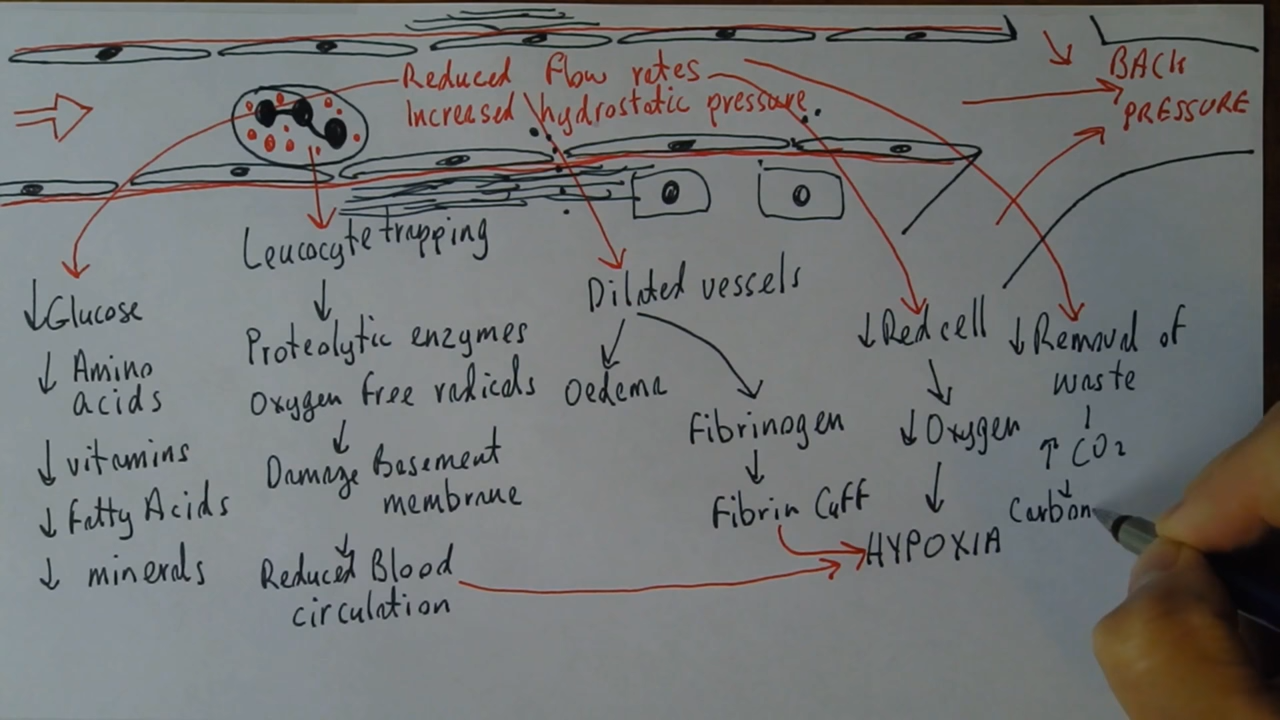 Reduced Flow rates
Increased hydrostatic pressure
BACK
PRESSURE
↓ Glucose
↓ Amino
acids
↓ vitamins
↓ Fatty Acids
↓ minerals
Leucocyte trapping
↓
Proteolytic enzymes
Oxygen free radicals
↓
Damage Basement
membrane
↓
Reduced Blood
circulation
Dilated vessels
Oedema
Fibrinogen
↓
Fibrin Cuff
↓ Red cell
↓ Oxygen
↓
HYPOXIA
↓ Removal of
waste
↑ CO2
↓
Carbon